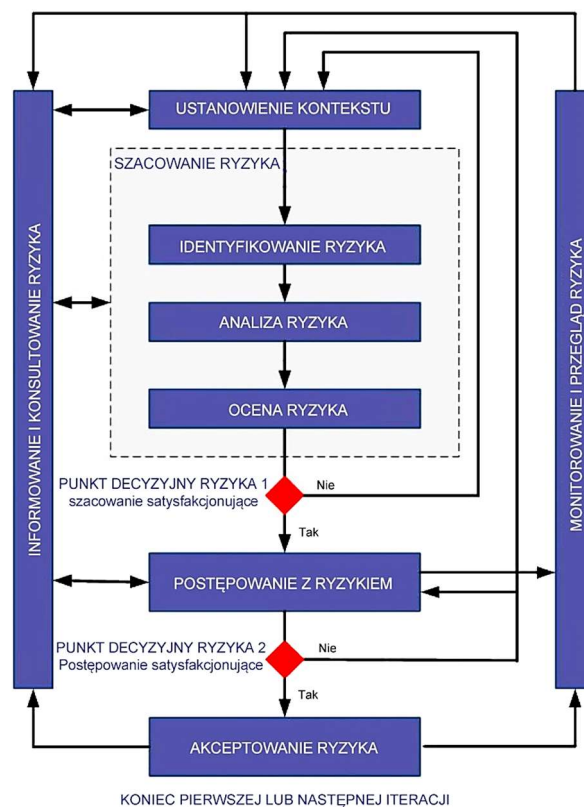 USTANOWIENIE KONTEKSTU
SZACOWANIE RYZYKA
IDENTYFIKOWANIE RYZYKA
ANALIZA RYZYKA
OCENA RYZYKA
INFORMOWANIE I KONSULTOWANIE RYZYKA
MONITOROWANIE I PRZEGLĄD RYZYKA
PUNKT DECYZYJNY RYZYKA 1
szacowanie satysfakcjonujące
Nie
Tak
POSTĘPOWANIE Z RYZYKIEM
PUNKT DECYZYJNY RYZYKA 2
Postępowanie satysfakcjonujące
Nie
Tak
AKCEPTOWANIE RYZYKA
KONIEC PIERWSZEJ LUB NASTĘPNEJ ITERACJI